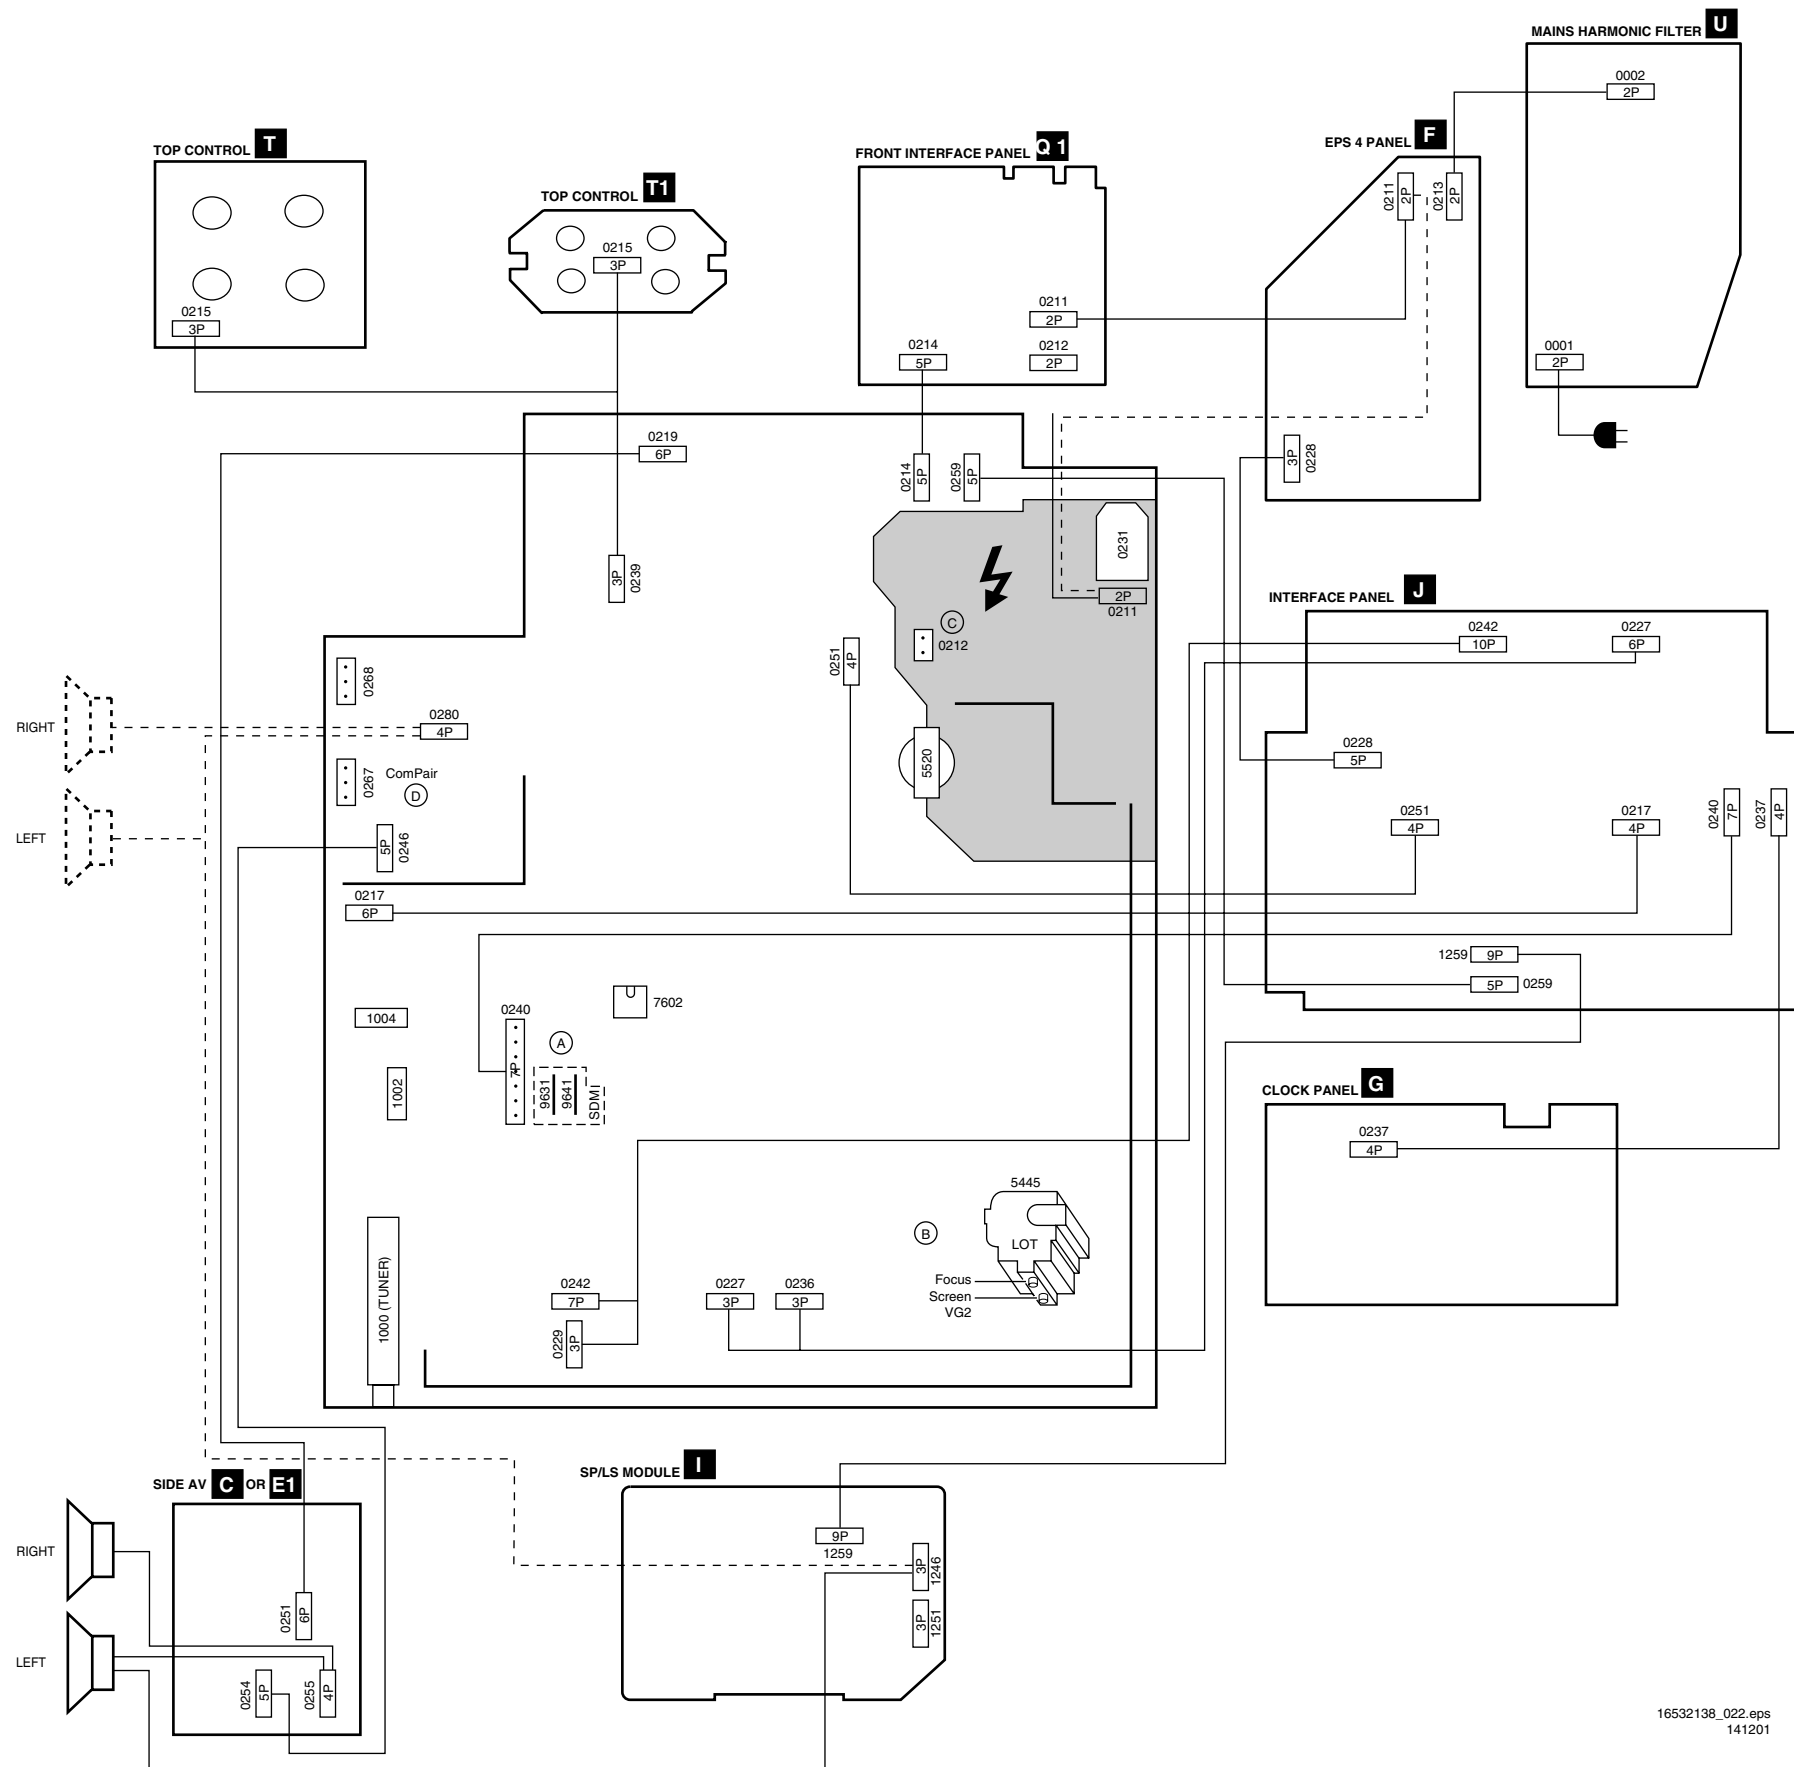 MAINS HARMONIC FILTER U
0002
2P
0001
2P
EPS 4 PANEL F
0211
2P
0213
2P
3P
0228
TOP CONTROL T
0215
3P
TOP CONTROL T1
0215
3P
FRONT INTERFACE PANEL Q 1
0211
2P
0212
2P
0214
5P
0219
6P
0214
5P
0259
5P
3P
0239
0231
2P
0211
C
0212
0251
4P
5520
0268
0280
4P
0267
ComPair
D
5P
0246
0217
6P
RIGHT
LEFT
INTERFACE PANEL J
0242
10P
0227
6P
0228
5P
0251
4P
0217
4P
0240
7P
0237
4P
1259 9P
5P 0259
1004
1002
0240
7P
A
7602
9631
9641
SDMI
CLOCK PANEL G
0237
4P
5445
LOT
B
Focus
Screen
VG2
1000 (TUNER)
0242
7P
0229
3P
0227
3P
0236
3P
SIDE AV C OR E1
0251
6P
0254
5P
0255
4P
RIGHT
LEFT
SP/LS MODULE I
9P
1259
3P
1246
3P
1251
16532138_022.eps
141201